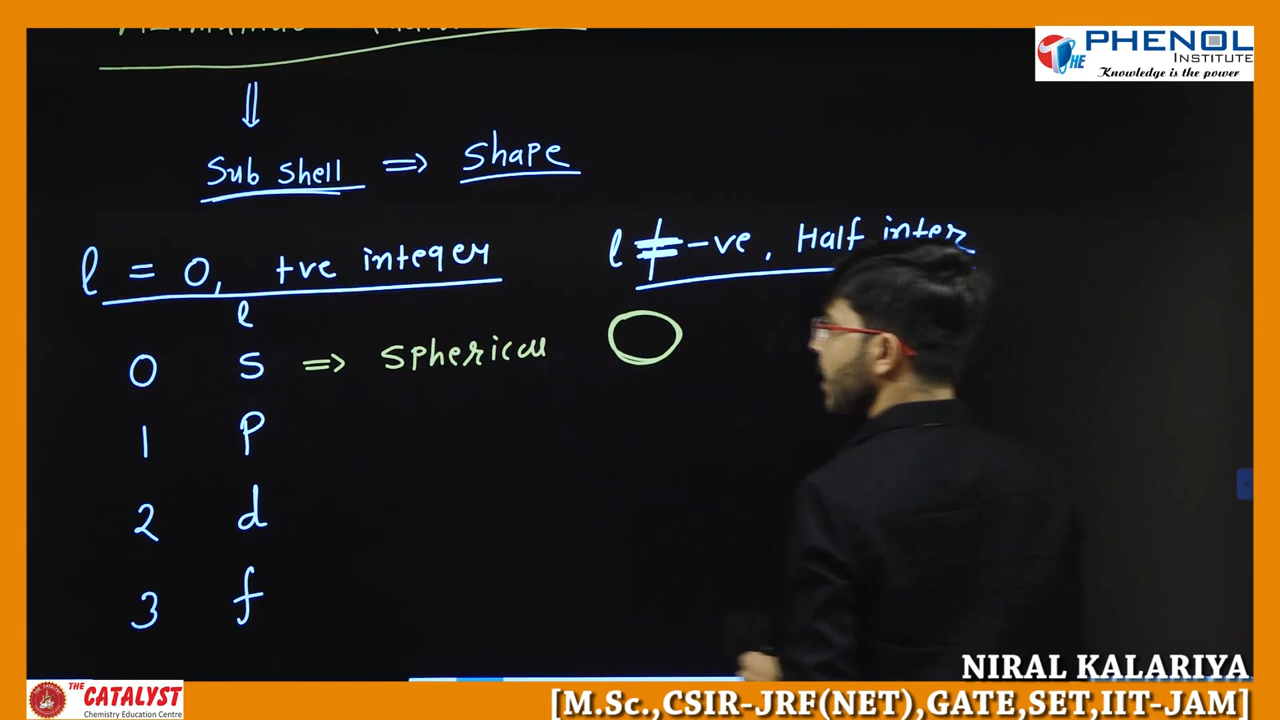 PHENOL
THE INSTITUTE
Knowledge is the power
Sub shell ⇒ Shape
l = 0, +ve integer
l ≠ -ve, Half inter
l
0 s ⇒ spherical
1 p
2 d
3 f
NIRAL KALARIYA
THE CATALYST
Chemistry Education Centre
[M.Sc.,CSIR-JRF(NET),GATE,SET,IIT-JAM]